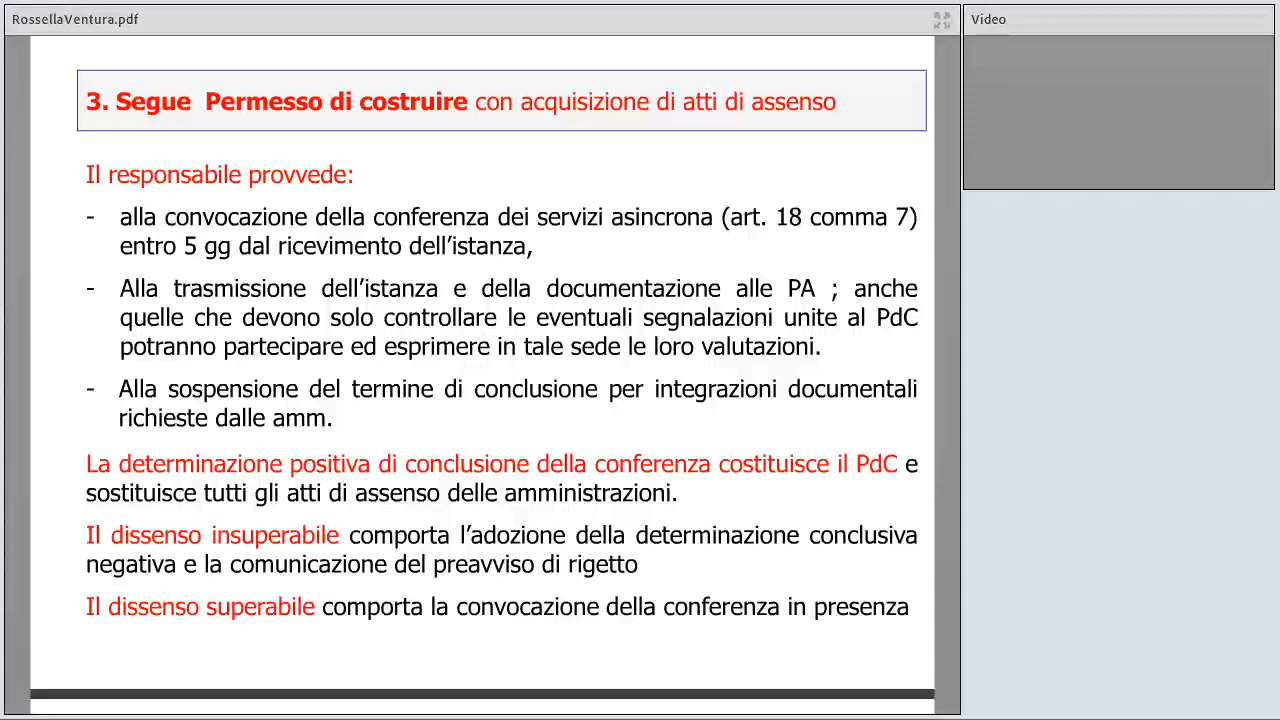 RossellaVentura.pdf
Video
3. Segue Permesso di costruire con acquisizione di atti di assenso
Il responsabile provvede:
- alla convocazione della conferenza dei servizi asincrona (art. 18 comma 7)
entro 5 gg dal ricevimento dell’istanza,
- Alla trasmissione dell’istanza e della documentazione alle PA ; anche
quelle che devono solo controllare le eventuali segnalazioni unite al PdC
potranno partecipare ed esprimere in tale sede le loro valutazioni.
- Alla sospensione del termine di conclusione per integrazioni documentali
richieste dalle amm.
La determinazione positiva di conclusione della conferenza costituisce il PdC e
sostituisce tutti gli atti di assenso delle amministrazioni.
Il dissenso insuperabile comporta l’adozione della determinazione conclusiva
negativa e la comunicazione del preavviso di rigetto
Il dissenso superabile comporta la convocazione della conferenza in presenza